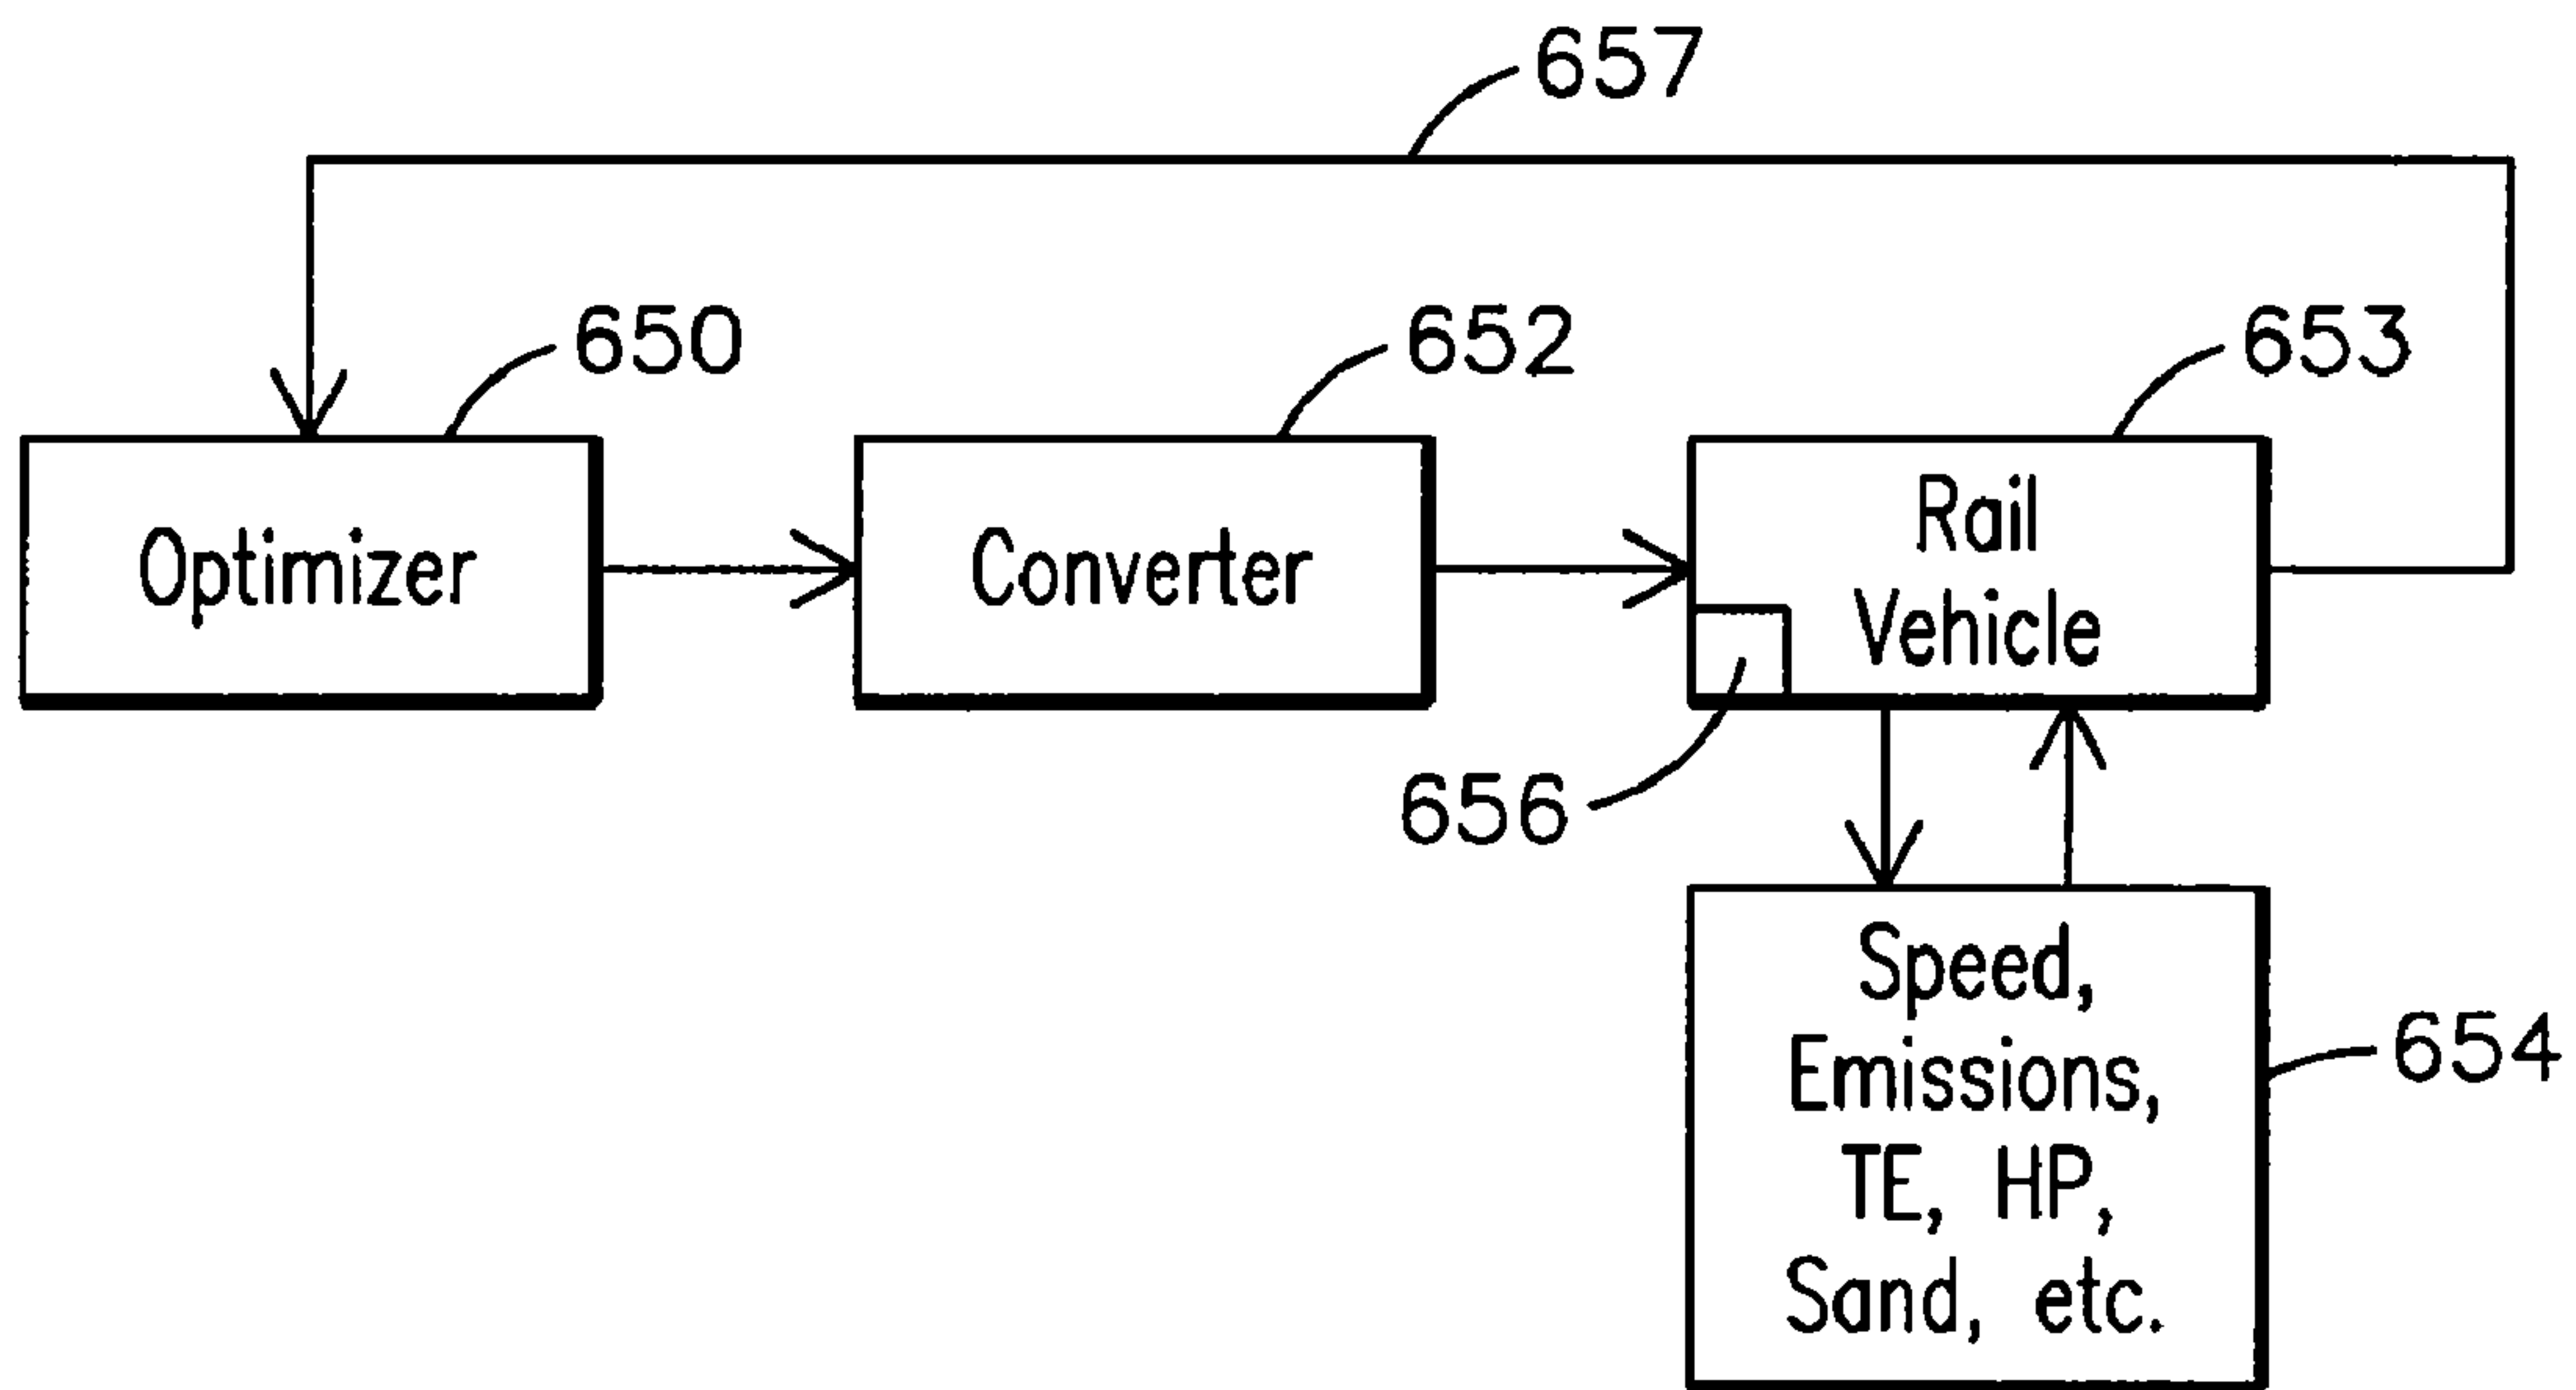 657
650
652
653
Optimizer
Converter
Rail
Vehicle
656
Speed,
Emissions,
TE, HP,
Sand, etc.
654